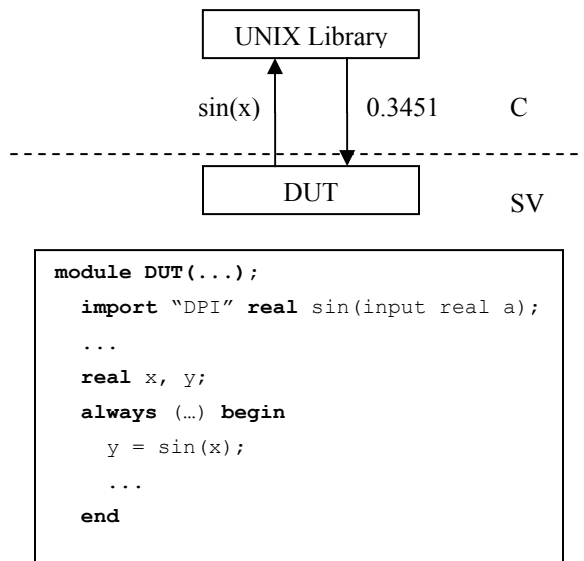 UNIX Library
sin(x) 0.3451 C
DUT
SV
module DUT(...);
import “DPI” real sin(input real a);
...
real x, y;
always (…) begin
y = sin(x);
...
end